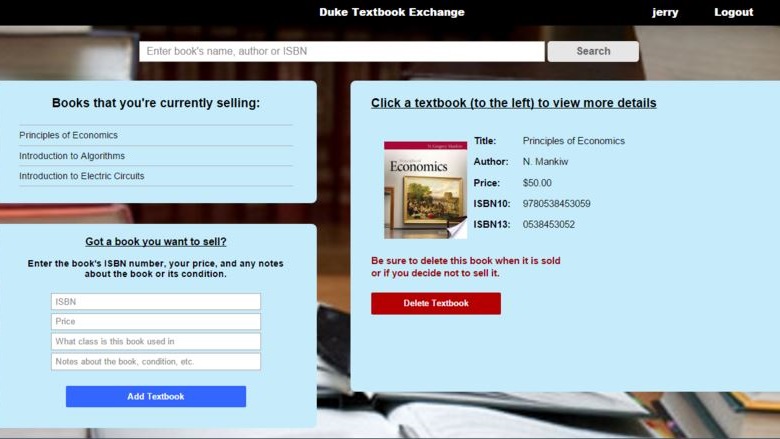 Duke Textbook Exchange
jerry
Logout
Enter book's name, author or ISBN
Search
Books that you're currently selling:
Principles of Economics
Introduction to Algorithms
Introduction to Electric Circuits
Got a book you want to sell?
Enter the book's ISBN number, your price, and any notes
about the book or its condition.
ISBN
Price
What class is this book used in
Notes about the book, condition, etc.
Add Textbook
Click a textbook (to the left) to view more details
N. Gregory Mankiw
Principles of
Economics
Title: Principles of Economics
Author: N. Mankiw
Price: $50.00
ISBN10: 9780538453059
ISBN13: 0538453052
Be sure to delete this book when it is sold
or if you decide not to sell it.
Delete Textbook